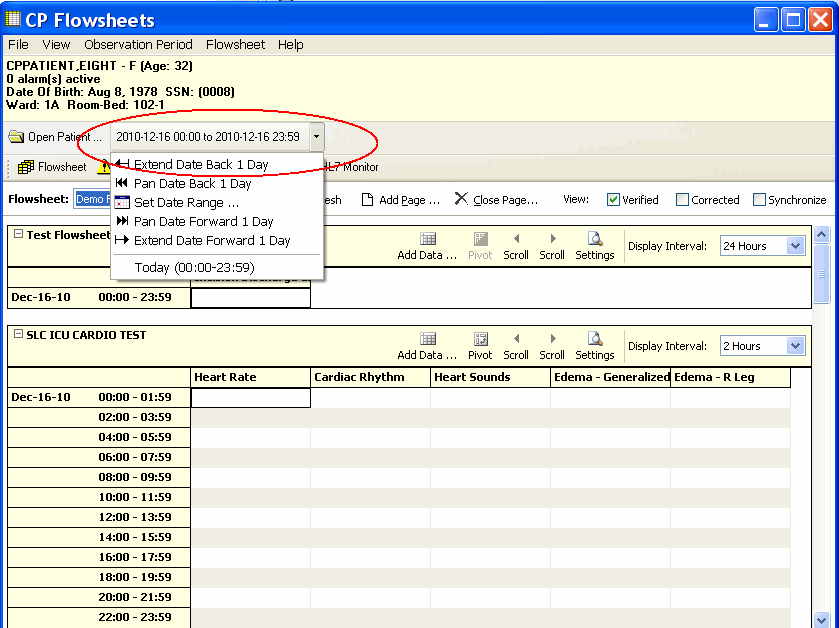 CP Flowsheets
File View Observation Period Flowsheet Help
CPPATIENT,EIGHT - F (Age: 32)
0 alarm(s) active
Date Of Birth: Aug 8, 1978 SSN: (0008)
Ward: 1A Room-Bed: 102-1
Open Patient ... 2010-12-16 00:00 to 2010-12-16 23:59
Flowsheet HL7 Monitor
Extend Date Back 1 Day
Pan Date Back 1 Day
Set Date Range ...
Pan Date Forward 1 Day
Extend Date Forward 1 Day
Today (00:00-23:59)
Flowsheet: Demo Add Page ... Close Page... View: Verified Corrected Synchronize
Test Flowsheet
Add Data ... Pivot Scroll Scroll Settings Display Interval: 24 Hours
Dec-16-10 00:00 - 23:59
SLC ICU CARDIO TEST
Add Data ... Pivot Scroll Scroll Settings Display Interval: 2 Hours
Heart Rate Cardiac Rhythm Heart Sounds Edema - Generalized Edema - R Leg
Dec-16-10 00:00 - 01:59
02:00 - 03:59
04:00 - 05:59
06:00 - 07:59
08:00 - 09:59
10:00 - 11:59
12:00 - 13:59
14:00 - 15:59
16:00 - 17:59
18:00 - 19:59
20:00 - 21:59
22:00 - 23:59